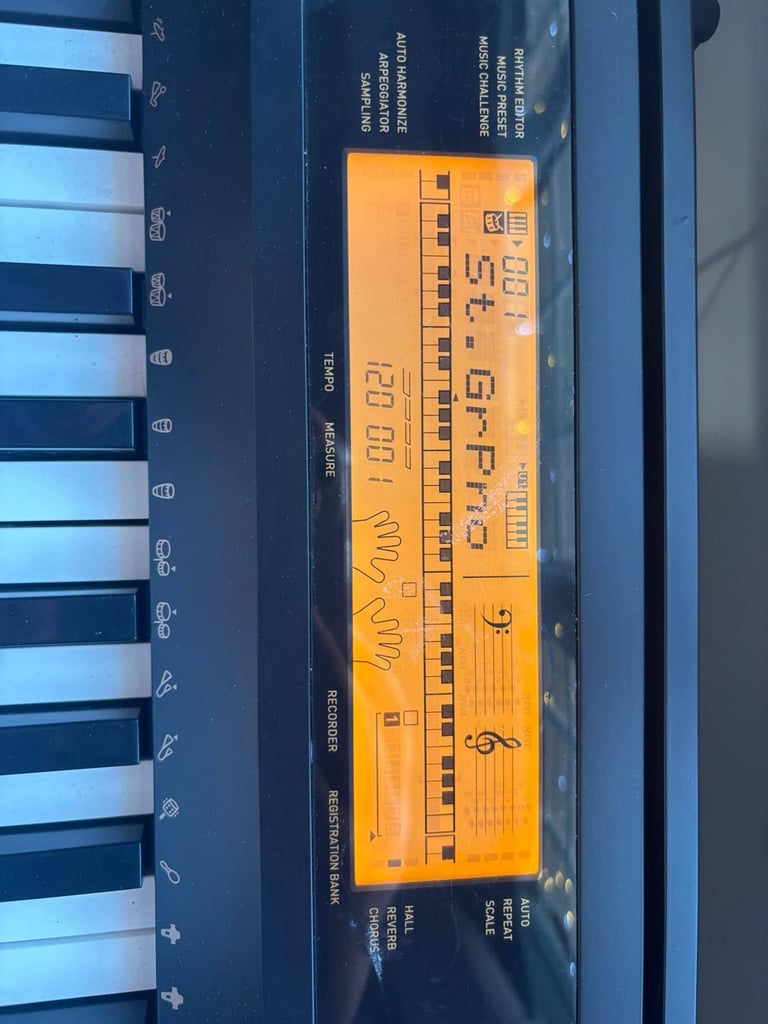 RHYTHM EDITOR
MUSIC PRESET
MUSIC CHALLENGE
AUTO HARMONIZE
ARPEGGIATOR
SAMPLING
001
U1
St.GrPno
120 001
1
TEMPO
MEASURE
RECORDER
REGISTRATION BANK
AUTO
REPEAT
SCALE
HALL
REVERB
CHORUS